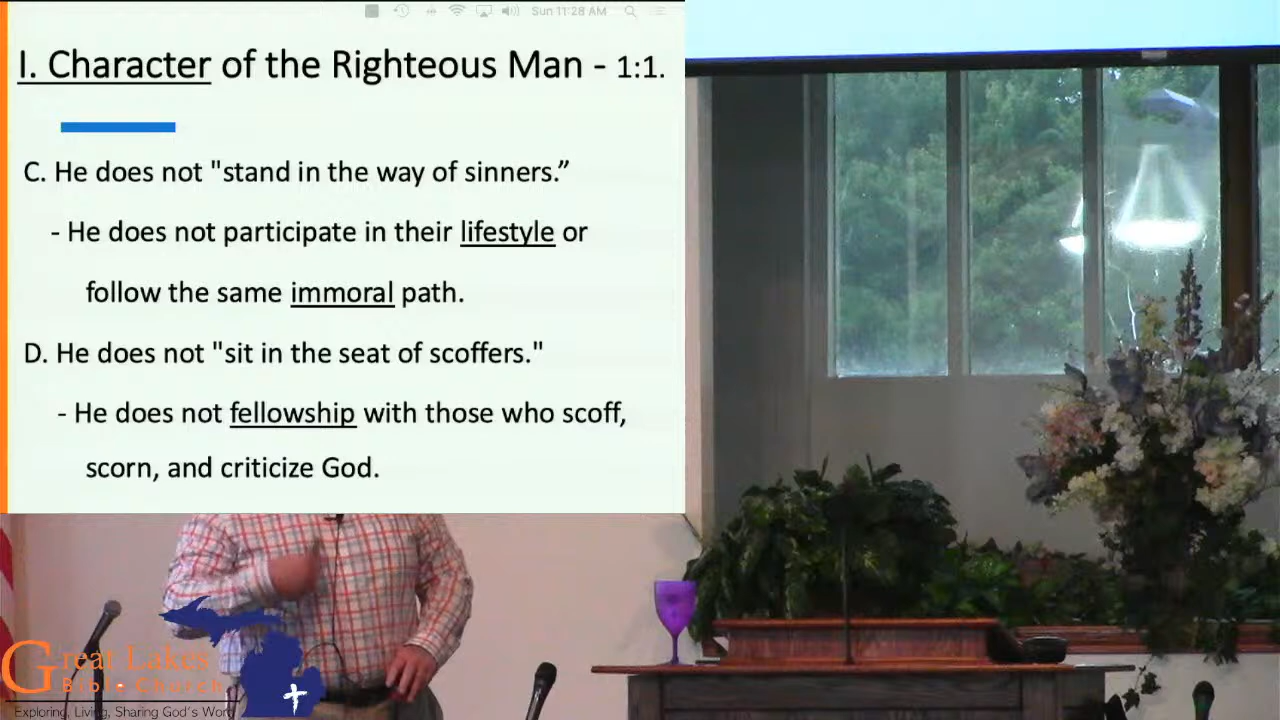 Sun 11:28 AM
I. Character of the Righteous Man - 1:1.
C. He does not "stand in the way of sinners.”
- He does not participate in their lifestyle or
follow the same immoral path.
D. He does not "sit in the seat of scoffers."
- He does not fellowship with those who scoff,
scorn, and criticize God.
Great Lakes
Bible Church
Exploring, Living, Sharing God's Word